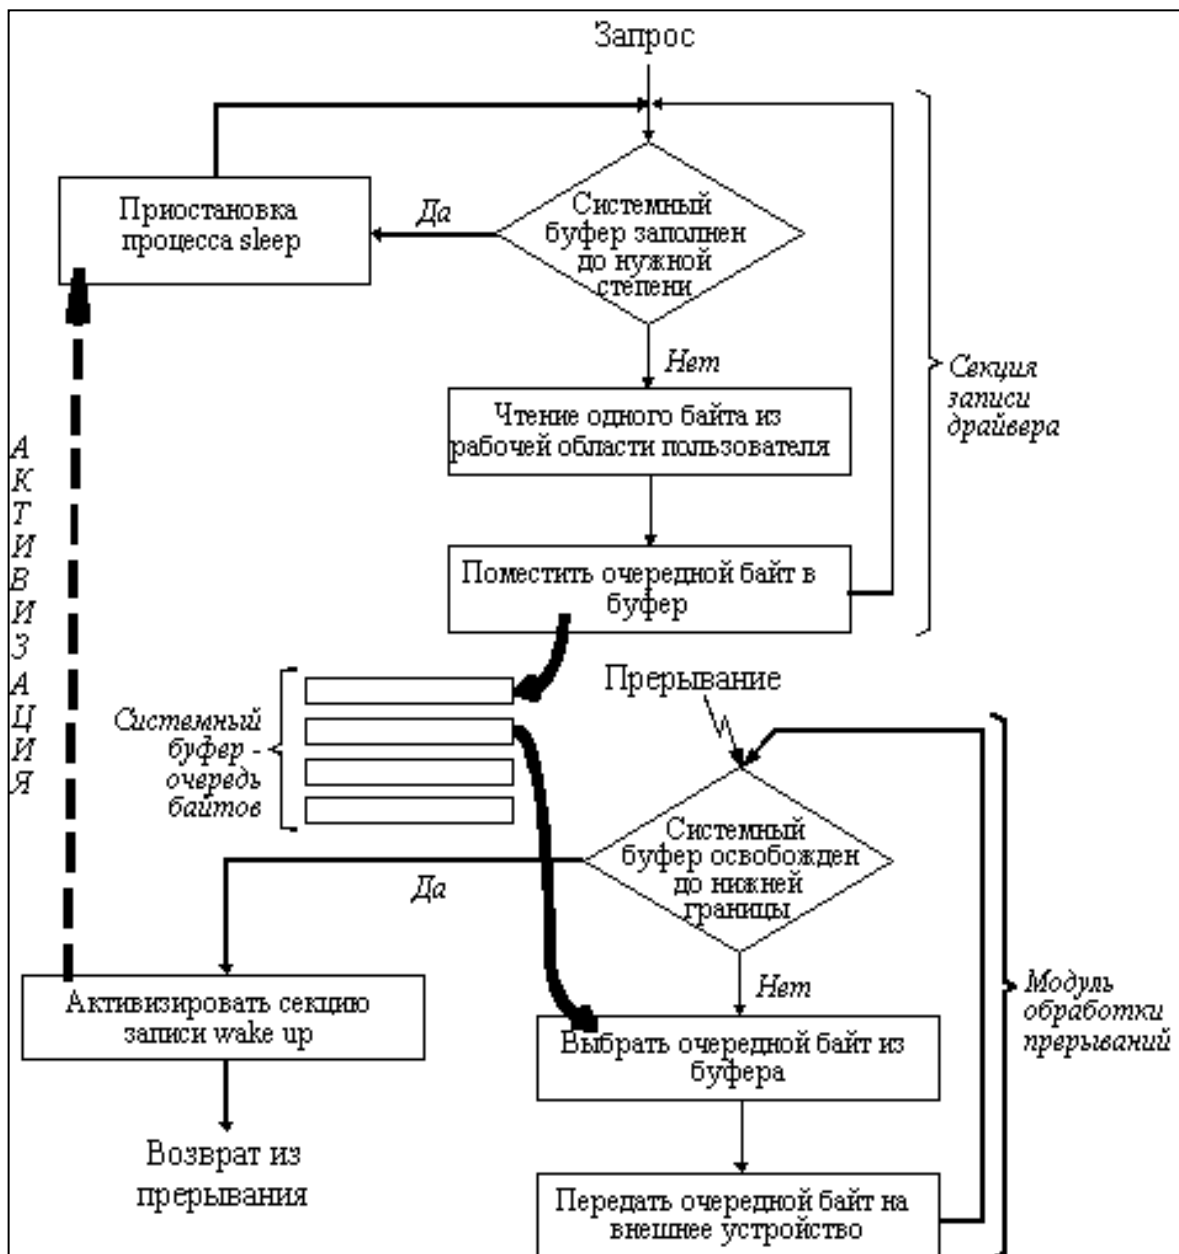 Запрос
Приостановка
процесса sleep
Да
Системный
буфер заполнен
до нужной
степени
Нет
Чтение одного байта из
рабочей области пользователя
Поместить очередной байт в
буфер
Секция
записи
драйвера
АКТИВИЗАЦИЯ
Системный
буфер -
очередь
байтов
Прерывание
Системный
буфер освобожден
до нижней
границы
Да
Нет
Активизировать секцию
записи wake up
Возврат из
прерывания
Выбрать очередной байт из
буфера
Передать очередной байт на
внешнее устройство
Модуль
обработки
прерываний